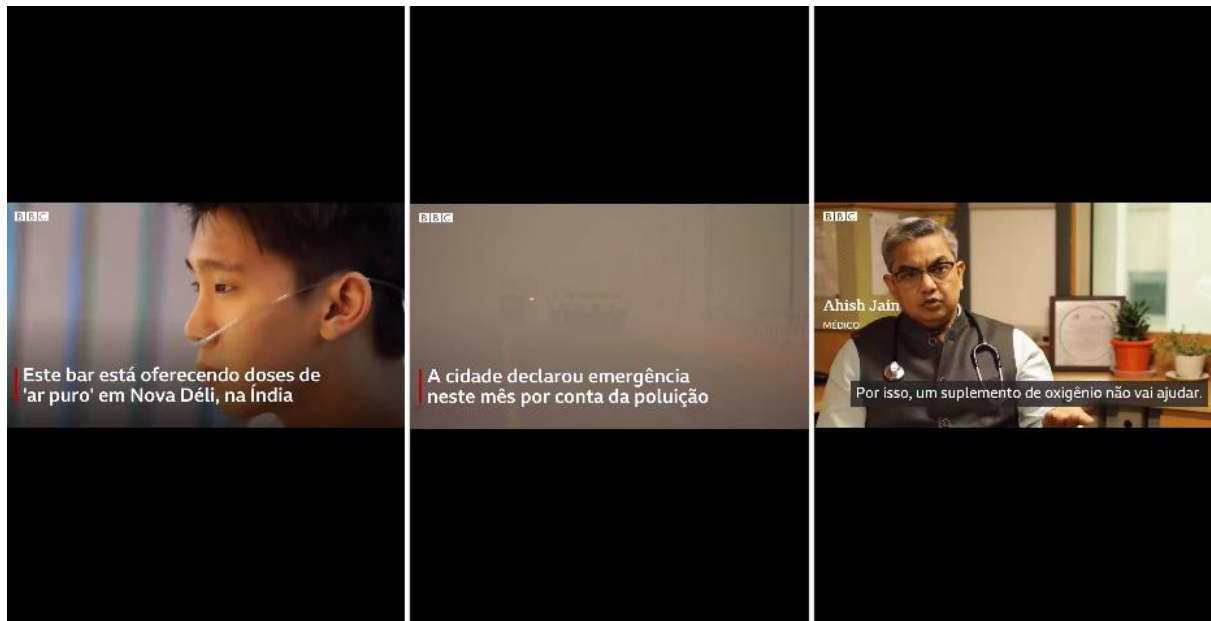 BBC
Este bar está oferecendo doses de
'ar puro' em Nova Déli, na Índia
BBC
A cidade declarou emergência
neste mês por conta da poluição
BBC
Ahish Jain
MÉDICO
Por isso, um suplemento de oxigênio não vai ajudar.